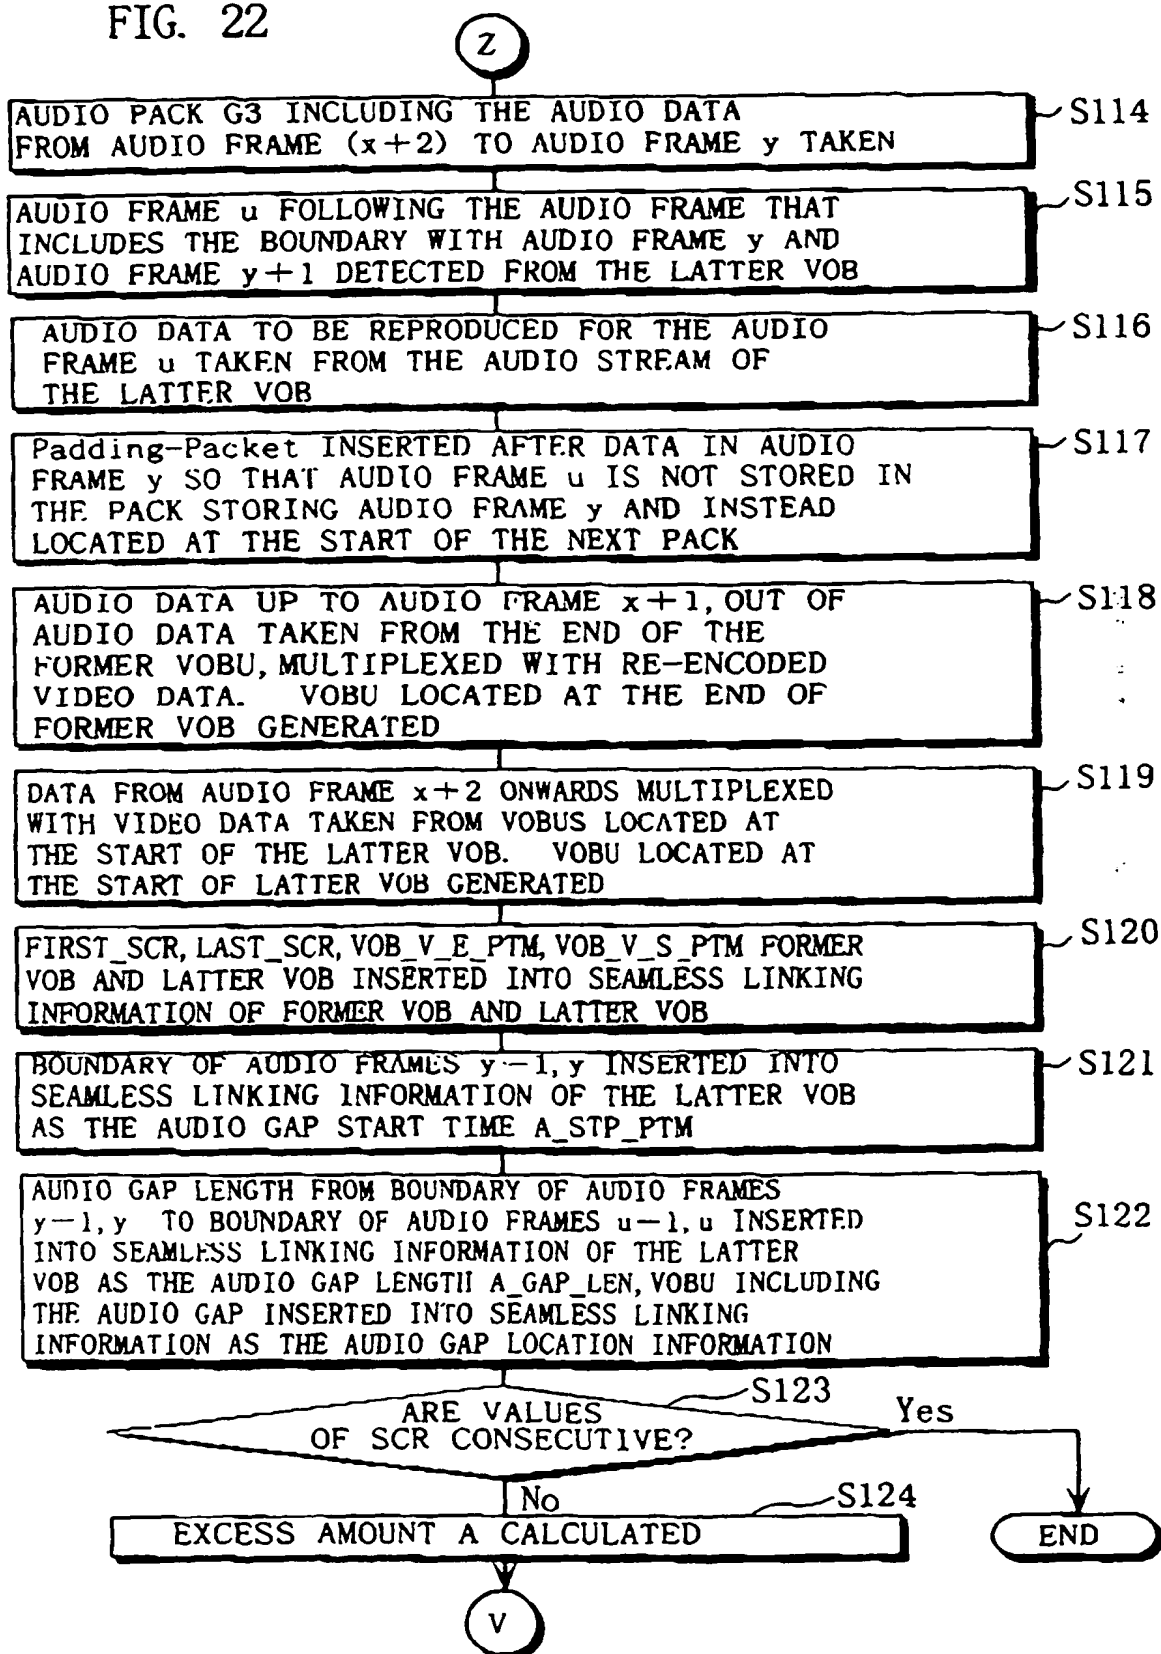 FIG. 22
Z
AUDIO PACK G3 INCLUDING THE AUDIO DATA
FROM AUDIO FRAME (x+2) TO AUDIO FRAME y TAKEN
S114
AUDIO FRAME u FOLLOWING THE AUDIO FRAME THAT
INCLUDES THE BOUNDARY WITH AUDIO FRAME y AND
AUDIO FRAME y+1 DETECTED FROM THE LATTER VOB
S115
AUDIO DATA TO BE REPRODUCED FOR THE AUDIO
FRAME u TAKEN FROM THE AUDIO STREAM OF
THE LATTER VOB
S116
Padding-Packet INSERTED AFTER DATA IN AUDIO
FRAME y SO THAT AUDIO FRAME u IS NOT STORED IN
THE PACK STORING AUDIO FRAME y AND INSTEAD
LOCATED AT THE START OF THE NEXT PACK
S117
AUDIO DATA UP TO AUDIO FRAME x+1, OUT OF
AUDIO DATA TAKEN FROM THE END OF THE
FORMER VOBU, MULTIPLEXED WITH RE-ENCODED
VIDEO DATA. VOBU LOCATED AT THE END OF
FORMER VOB GENERATED
S118
DATA FROM AUDIO FRAME x+2 ONWARDS MULTIPLEXED
WITH VIDEO DATA TAKEN FROM VOBUS LOCATED AT
THE START OF THE LATTER VOB. VOBU LOCATED AT
THE START OF LATTER VOB GENERATED
S119
FIRST_SCR, LAST_SCR, VOB_V_E_PTM, VOB_V_S_PTM FORMER
VOB AND LATTER VOB INSERTED INTO SEAMLESS LINKING
INFORMATION OF FORMER VOB AND LATTER VOB
S120
BOUNDARY OF AUDIO FRAMES y-1, y INSERTED INTO
SEAMLESS LINKING INFORMATION OF THE LATTER VOB
AS THE AUDIO GAP START TIME A_STP_PTM
S121
AUDIO GAP LENGTH FROM BOUNDARY OF AUDIO FRAMES
y-1, y TO BOUNDARY OF AUDIO FRAMES u-1, u INSERTED
INTO SEAMLESS LINKING INFORMATION OF THE LATTER
VOB AS THE AUDIO GAP LENGTH A_GAP_LEN, VOBU INCLUDING
THE AUDIO GAP INSERTED INTO SEAMLESS LINKING
INFORMATION AS THE AUDIO GAP LOCATION INFORMATION
S122
S123
ARE VALUES
OF SCR CONSECUTIVE?
Yes
No
S124
EXCESS AMOUNT A CALCULATED
END
V